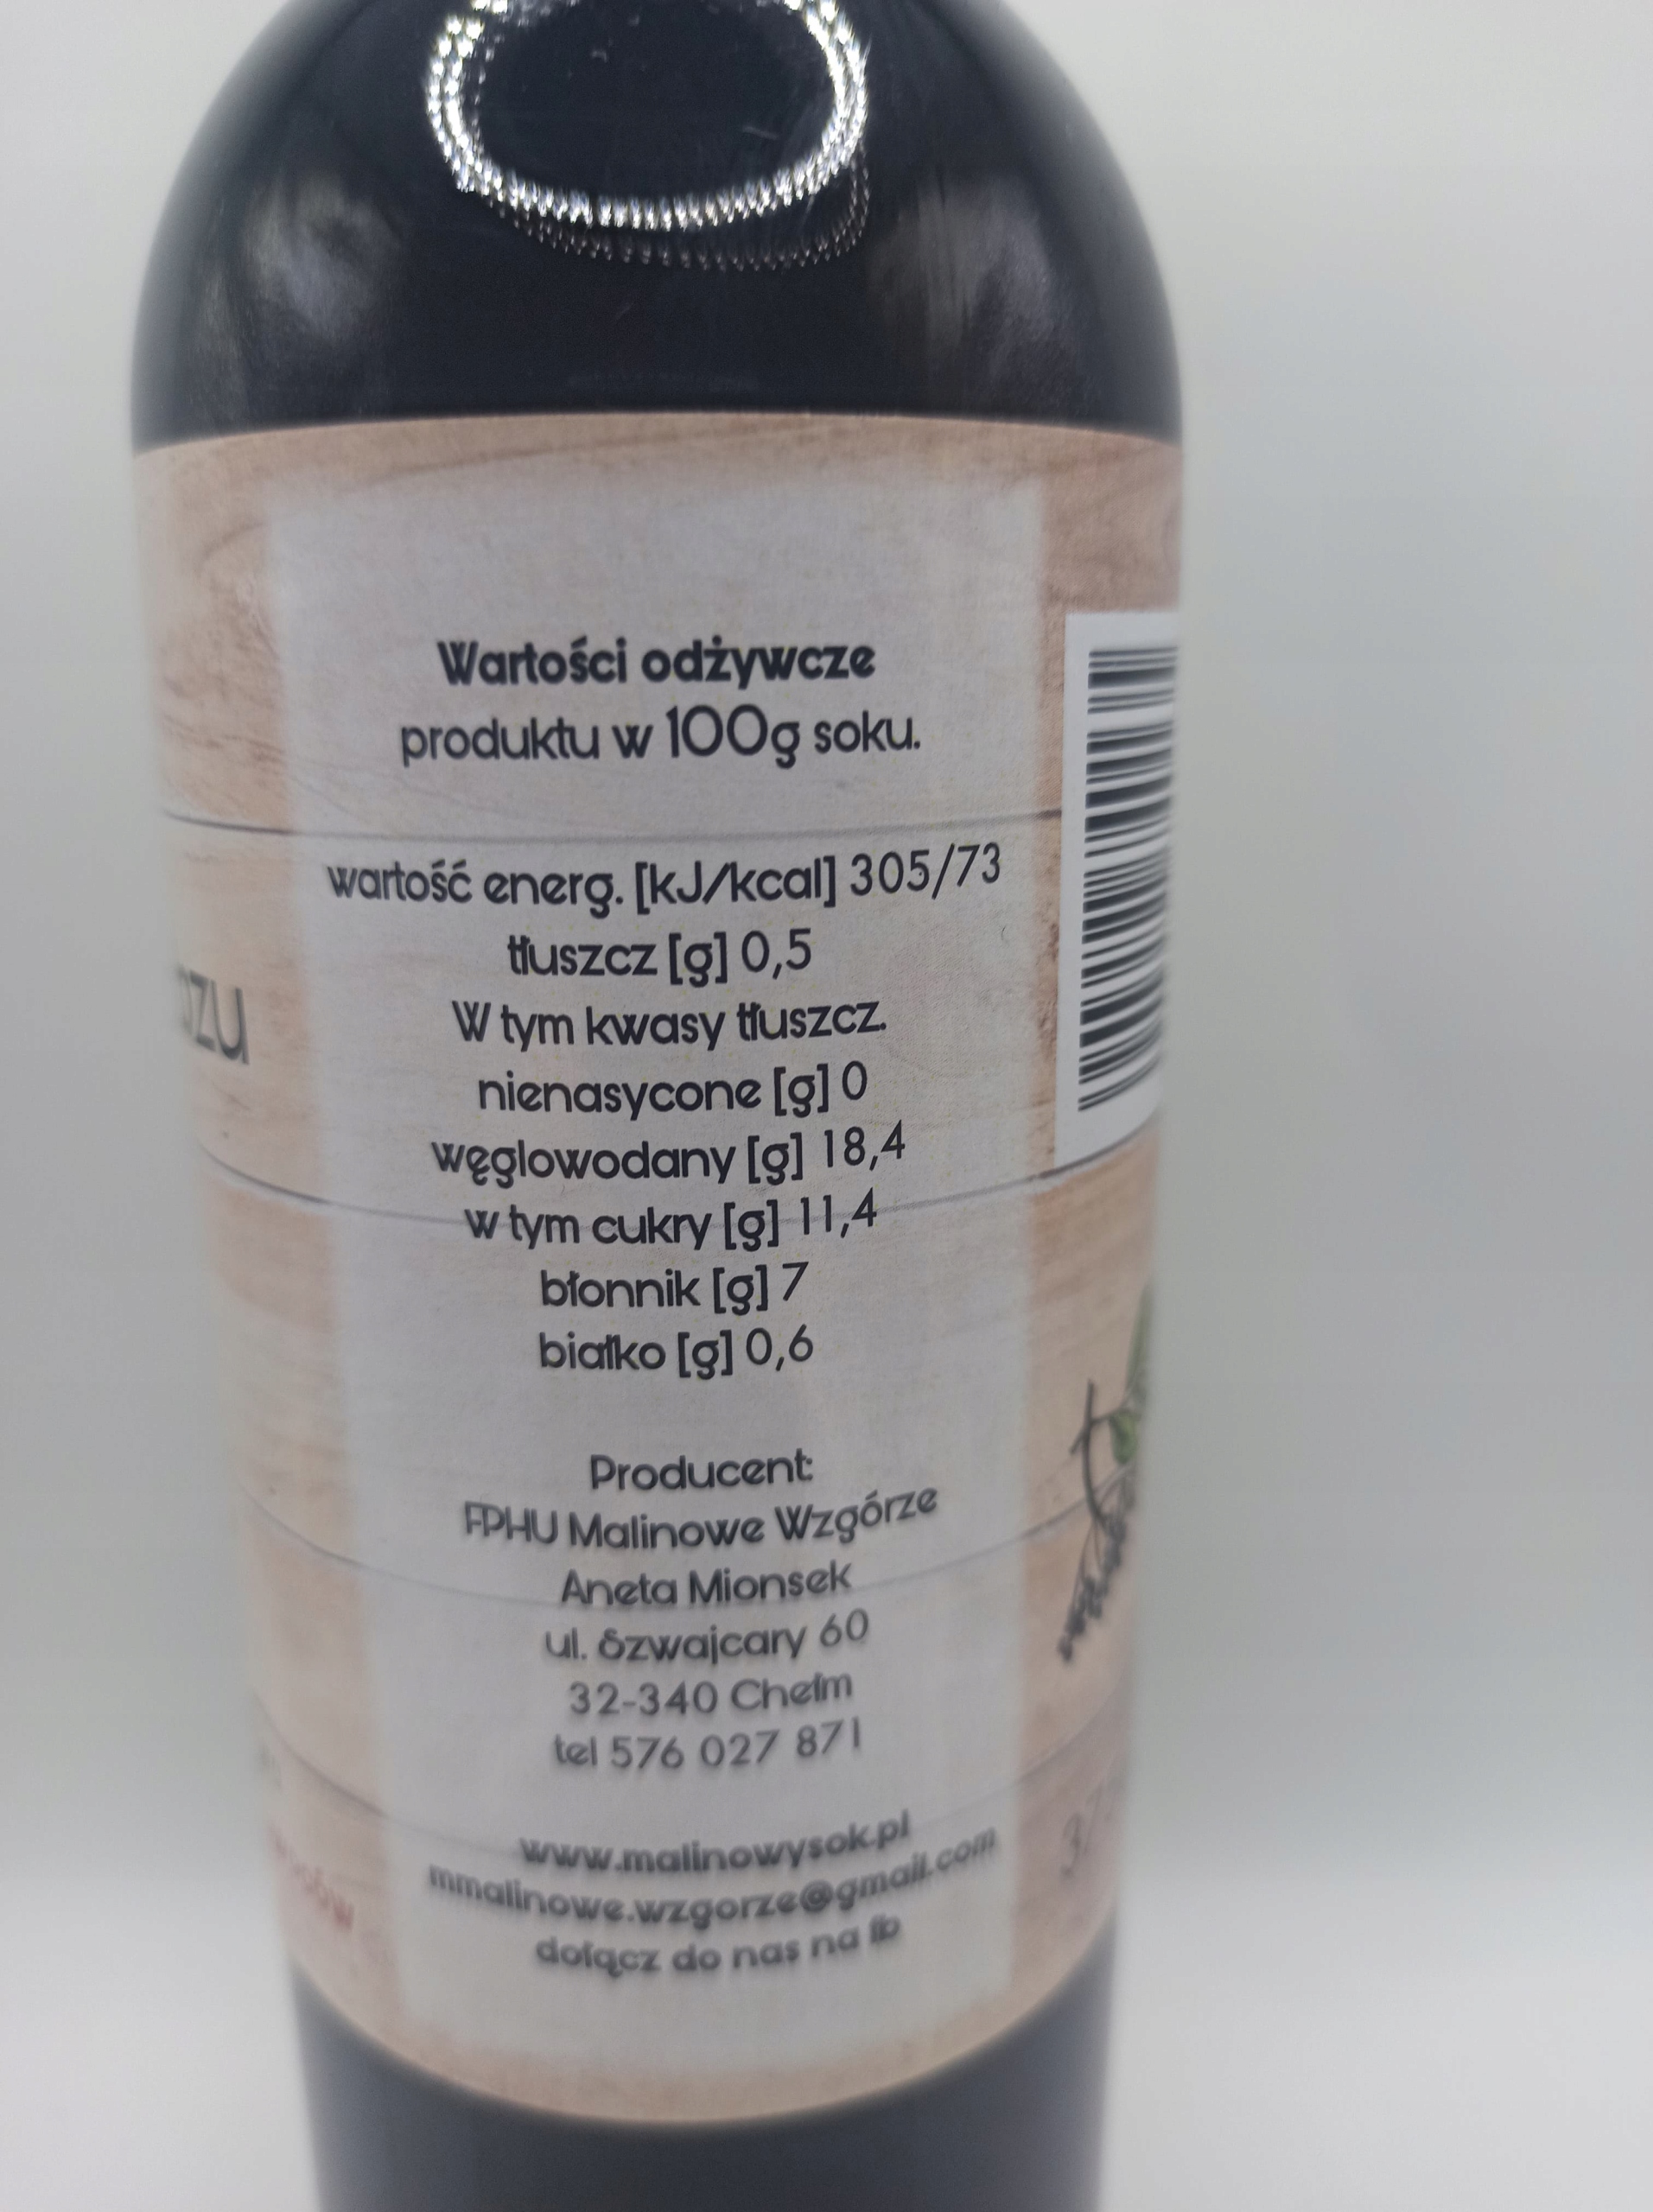 Wartości odżywcze
produktu w 100g soku.
wartość energ. [kJ/kcal] 305/73
tłuszcz [g] 0,5
W tym kwasy tłuszcz.
nienasycone [g] 0
węglowodany [g] 18,4
w tym cukry [g] 11,4
błonnik [g] 7
białko [g] 0,6
Producent:
FPHU Malinowe Wzgórze
Aneta Mionsek
ul. Szwajcary 60
32-340 Chełm
tel 576 027 871
www.malinowysok.pl
mmalinowe.wzgorze@gmail.com
dołącz do nas na fb